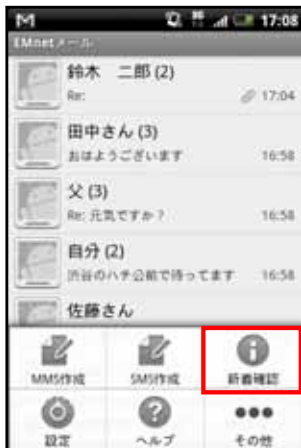 17:08
EMnetメール
鈴木　二郎 (2)
Re:
17:04
田中さん (3)
おはようございます
16:58
父 (3)
Re: 元気ですか？
16:58
自分 (2)
渋谷のハチ公前で待ってます
16:58
佐藤さん
MMS作成
SMS作成
新着確認
設定
ヘルプ
その他